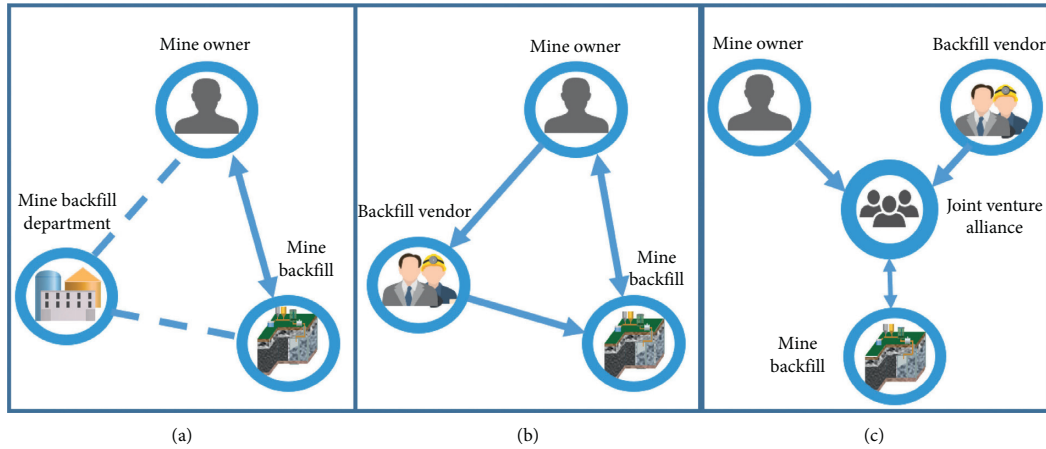 Mine owner
Mine backfill
department
Mine
backfill
(a)
Mine owner
Backfill vendor
Mine
backfill
(b)
Mine owner
Backfill vendor
Joint venture
alliance
Mine
backfill
(c)